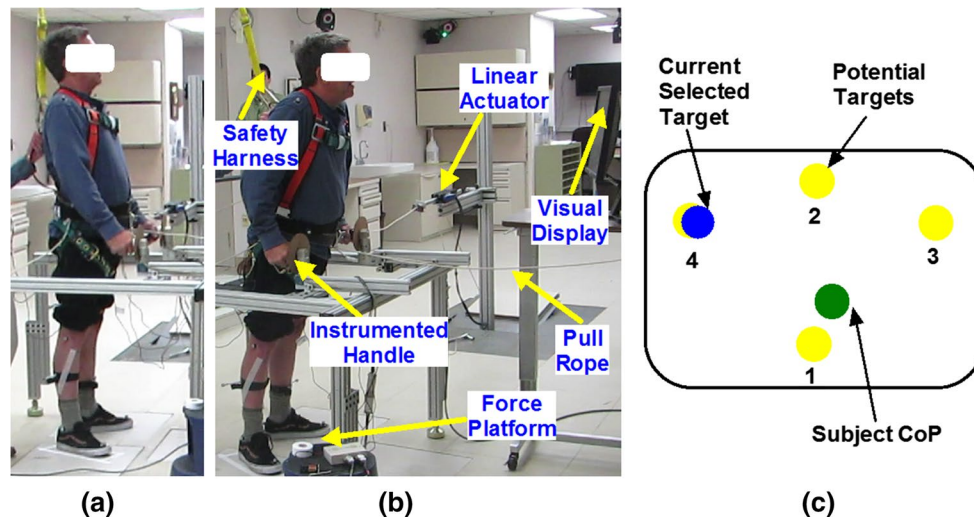 Safety
Harness
Linear
Actuator
Visual
Display
Instrumented
Handle
Pull
Rope
Force
Platform
Current
Selected
Target
Potential
Targets
2
4
3
1
Subject CoP
(a)
(b)
(c)